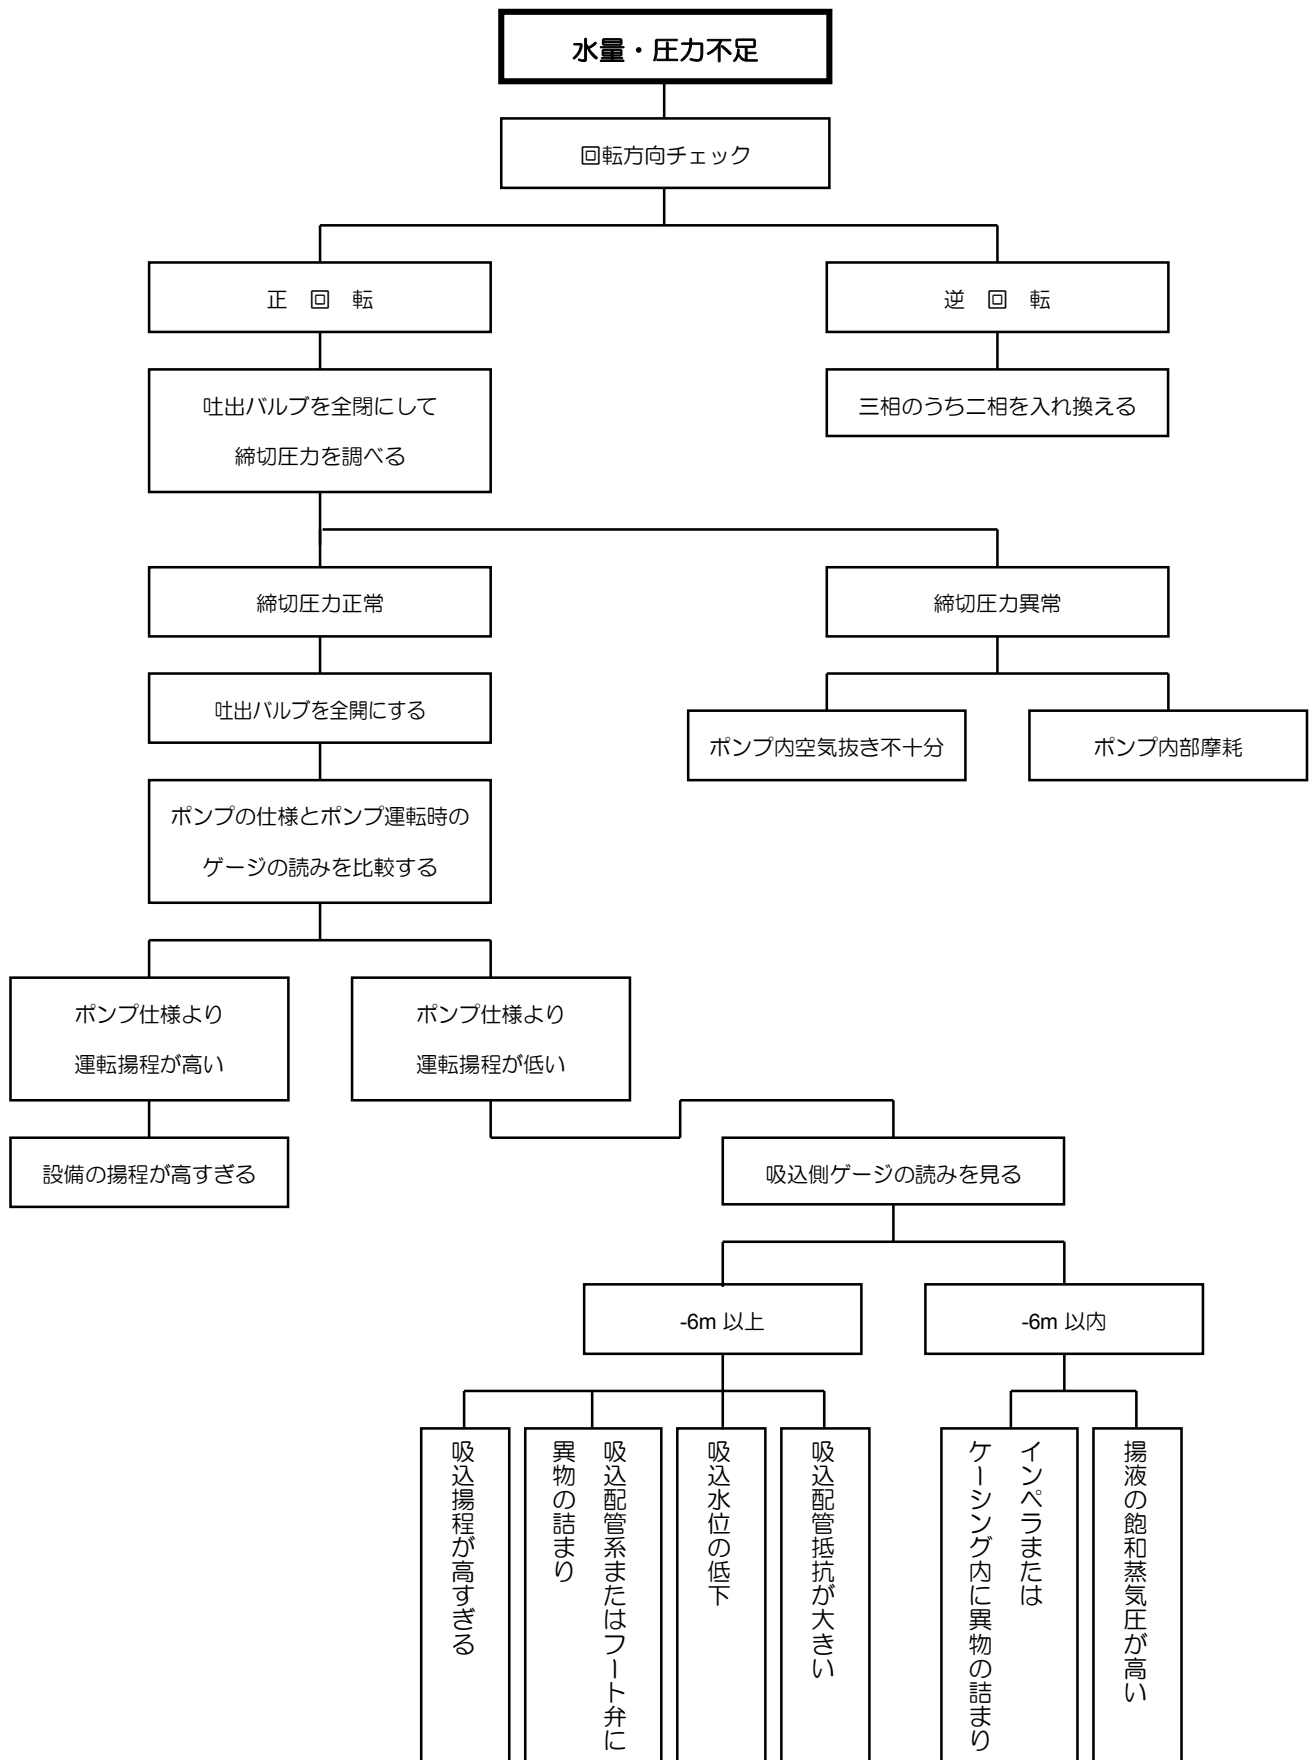 水量・圧力不足
回転方向チェック
正 回 転
逆 回 転
吐出バルブを全閉にして
締切圧力を調べる
三相のうち二相を入れ換える
締切圧力正常
締切圧力異常
吐出バルブを全開にする
ポンプ内空気抜き不十分
ポンプ内部摩耗
ポンプの仕様とポンプ運転時の
ゲージの読みを比較する
ポンプ仕様より
運転揚程が高い
ポンプ仕様より
運転揚程が低い
設備の揚程が高すぎる
吸込側ゲージの読みを見る
-6m 以上
-6m 以内
吸込揚程が高すぎる
吸込配管系またはフート弁に
異物の詰まり
吸込水位の低下
吸込配管抵抗が大きい
インペラまたは
ケーシング内に異物の詰まり
揚液の飽和蒸気圧が高い